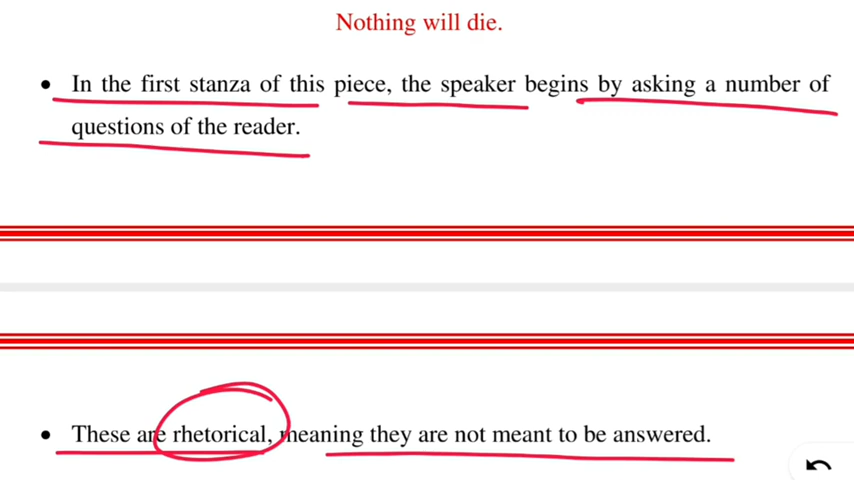 Nothing will die.
• In the first stanza of this piece, the speaker begins by asking a number of
questions of the reader.
• These are rhetorical, meaning they are not meant to be answered.